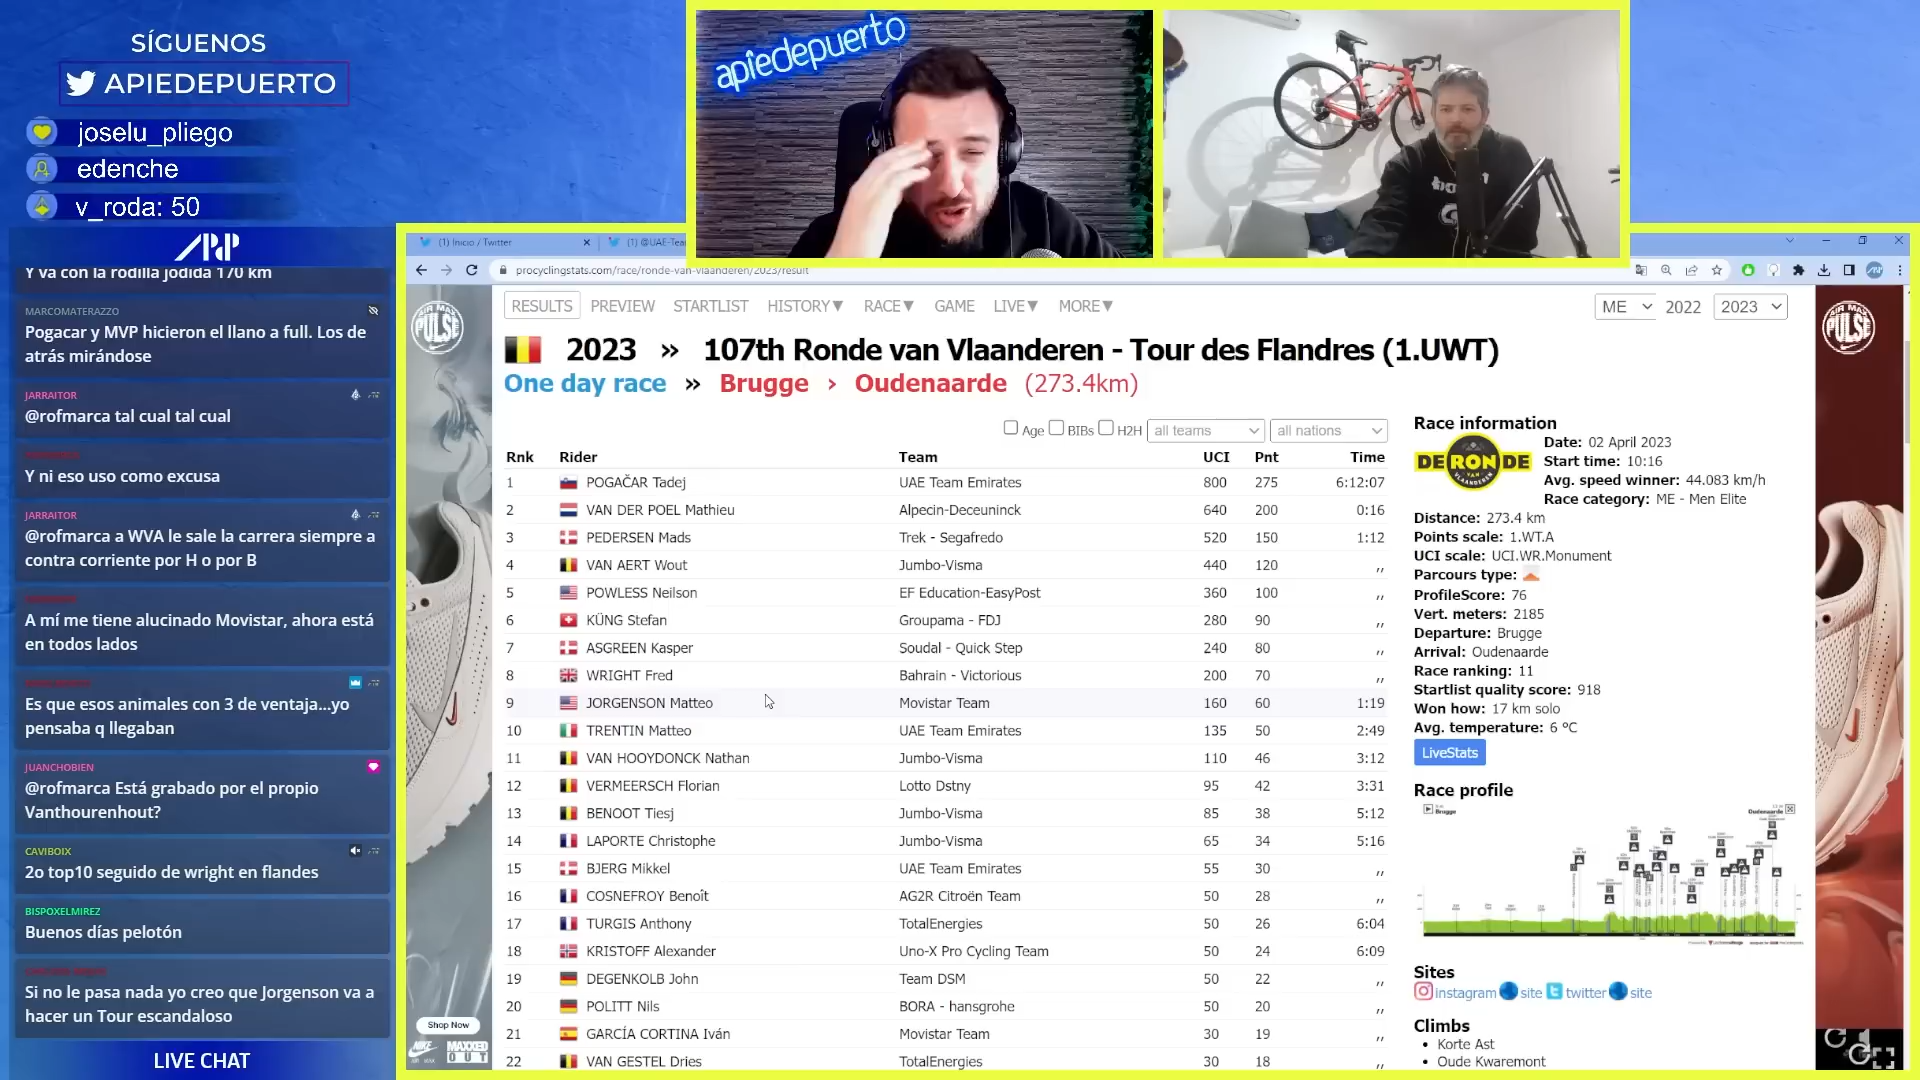 SÍGUENOS
APIEDEPUERTO
joselu_pliego
edenche
v_roda: 50
apiedepuerto
Y va con la rodilla jodida 170 km
MARCOMATERAZZO
Pogacar y MVP hicieron el llano a full. Los de
atrás mirándose
JARRAITOR
@rofmarca tal cual tal cual
Y ni eso uso como excusa
JARRAITOR
@rofmarca a WVA le sale la carrera siempre a
contra corriente por H o por B
A mí me tiene alucinado Movistar, ahora está
en todos lados
Es que esos animales con 3 de ventaja...yo
pensaba q llegaban
JUANCHOBIEN
@rofmarca Está grabado por el propio
Vanthourenhout?
CAVIBOIX
2o top10 seguido de wright en flandes
BISPOXELMIREZ
Buenos días pelotón
Si no le pasa nada yo creo que Jorgenson va a
hacer un Tour escandaloso
LIVE CHAT
(1) Inicio / Twitter
(1) @UAE-Tea
procyclingstats.com/race/ronde-van-vlaanderen/2023/result
RESULTS PREVIEW STARTLIST HISTORY▼ RACE▼ GAME LIVE▼ MORE▼
ME 2022 2023
2023 » 107th Ronde van Vlaanderen - Tour des Flandres (1.UWT)
One day race » Brugge › Oudenaarde (273.4km)
Age BIBs H2H all teams all nations
Rnk Rider Team UCI Pnt Time
1 POGAČAR Tadej UAE Team Emirates 800 275 6:12:07
2 VAN DER POEL Mathieu Alpecin-Deceuninck 640 200 0:16
3 PEDERSEN Mads Trek - Segafredo 520 150 1:12
4 VAN AERT Wout Jumbo-Visma 440 120 ,,
5 POWLESS Neilson EF Education-EasyPost 360 100 ,,
6 KÜNG Stefan Groupama - FDJ 280 90 ,,
7 ASGREEN Kasper Soudal - Quick Step 240 80 ,,
8 WRIGHT Fred Bahrain - Victorious 200 70 ,,
9 JORGENSON Matteo Movistar Team 160 60 1:19
10 TRENTIN Matteo UAE Team Emirates 135 50 2:49
11 VAN HOOYDONCK Nathan Jumbo-Visma 110 46 3:12
12 VERMEERSCH Florian Lotto Dstny 95 42 3:31
13 BENOOT Tiesj Jumbo-Visma 85 38 5:12
14 LAPORTE Christophe Jumbo-Visma 65 34 5:16
15 BJERG Mikkel UAE Team Emirates 55 30 ,,
16 COSNEFROY Benoît AG2R Citroën Team 50 28 ,,
17 TURGIS Anthony TotalEnergies 50 26 6:04
18 KRISTOFF Alexander Uno-X Pro Cycling Team 50 24 6:09
19 DEGENKOLB John Team DSM 50 22 ,,
20 POLITT Nils BORA - hansgrohe 50 20 ,,
21 GARCÍA CORTINA Iván Movistar Team 30 19 ,,
22 VAN GESTEL Dries TotalEnergies 30 18 ,,
Race information
DE RONDE
VAN
VLAANDEREN
Date: 02 April 2023
Start time: 10:16
Avg. speed winner: 44.083 km/h
Race category: ME - Men Elite
Distance: 273.4 km
Points scale: 1.WT.A
UCI scale: UCI.WR.Monument
Parcours type:
ProfileScore: 76
Vert. meters: 2185
Departure: Brugge
Arrival: Oudenaarde
Race ranking: 11
Startlist quality score: 918
Won how: 17 km solo
Avg. temperature: 6 °C
LiveStats
Race profile
Brugge
Oudenaarde
Sites
instagram site twitter site
Climbs
Korte Ast
Oude Kwaremont
AIR MAX
PULSE
Shop Now
NIKE
MAXXED
OUT
AIR MAX
PULSE